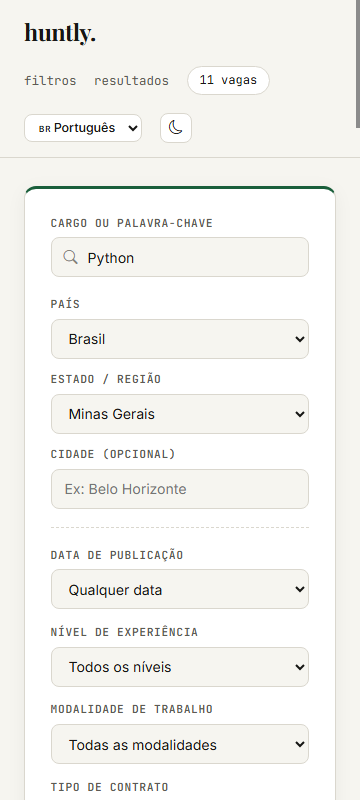 huntly.
filtros resultados 11 vagas
BR Português
CARGO OU PALAVRA-CHAVE
Python
PAÍS
Brasil
ESTADO / REGIÃO
Minas Gerais
CIDADE (OPCIONAL)
Ex: Belo Horizonte
DATA DE PUBLICAÇÃO
Qualquer data
NÍVEL DE EXPERIÊNCIA
Todos os níveis
MODALIDADE DE TRABALHO
Todas as modalidades
TIPO DE CONTRATO